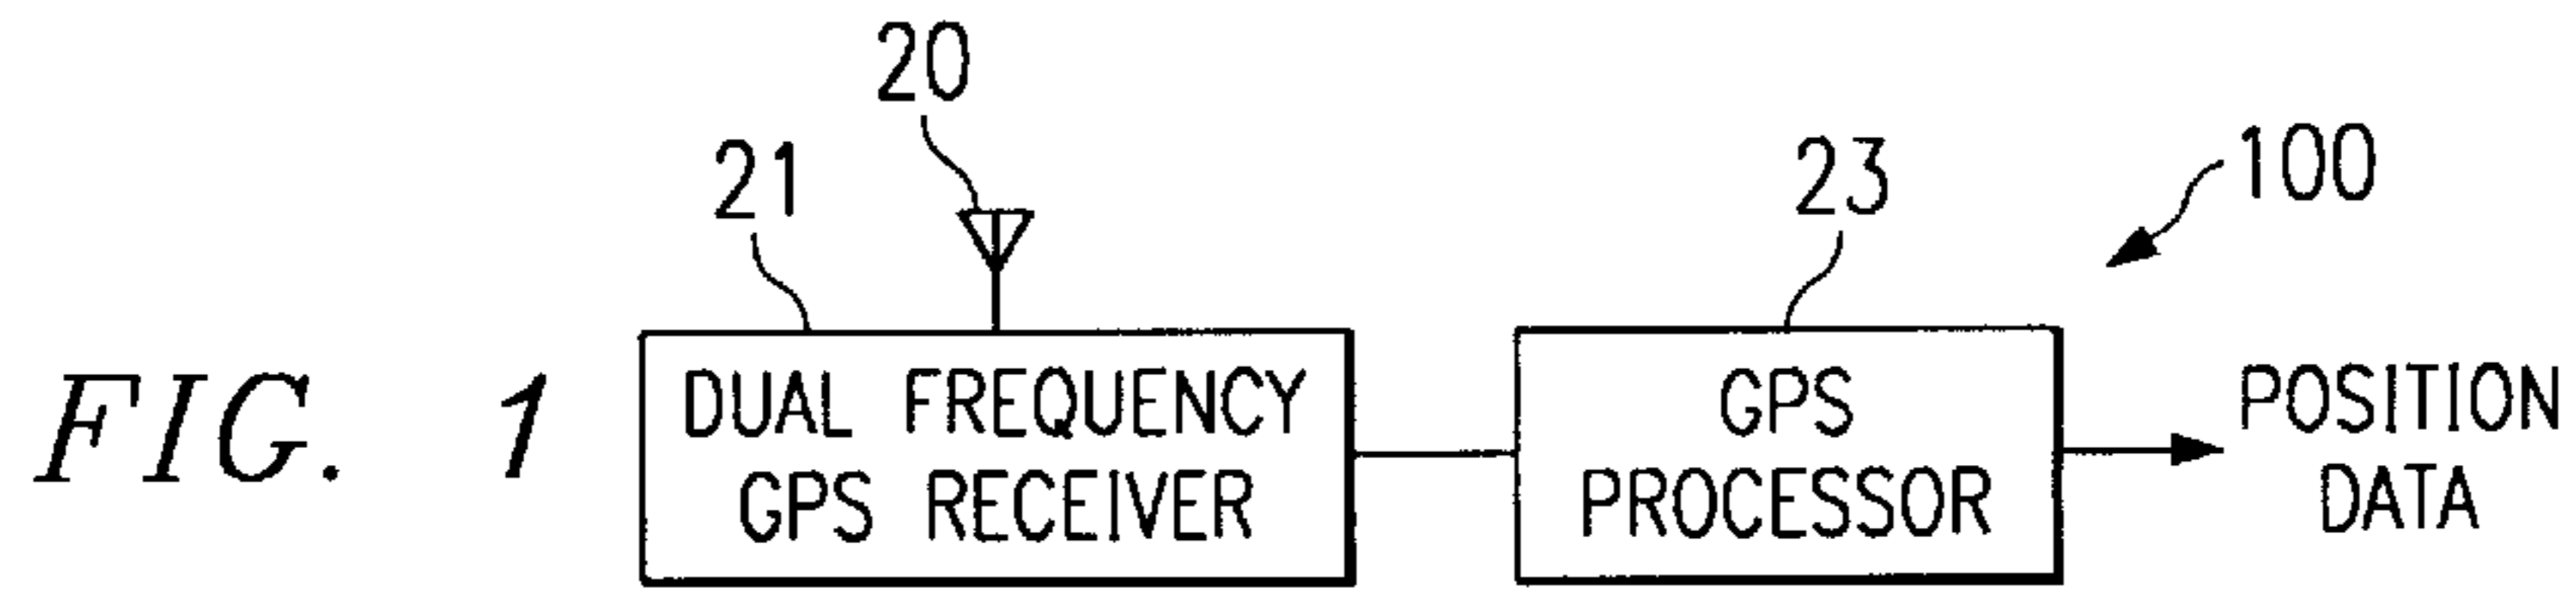 20
21
23
100
FIG. 1
DUAL FREQUENCY
GPS RECEIVER
GPS
PROCESSOR
POSITION
DATA